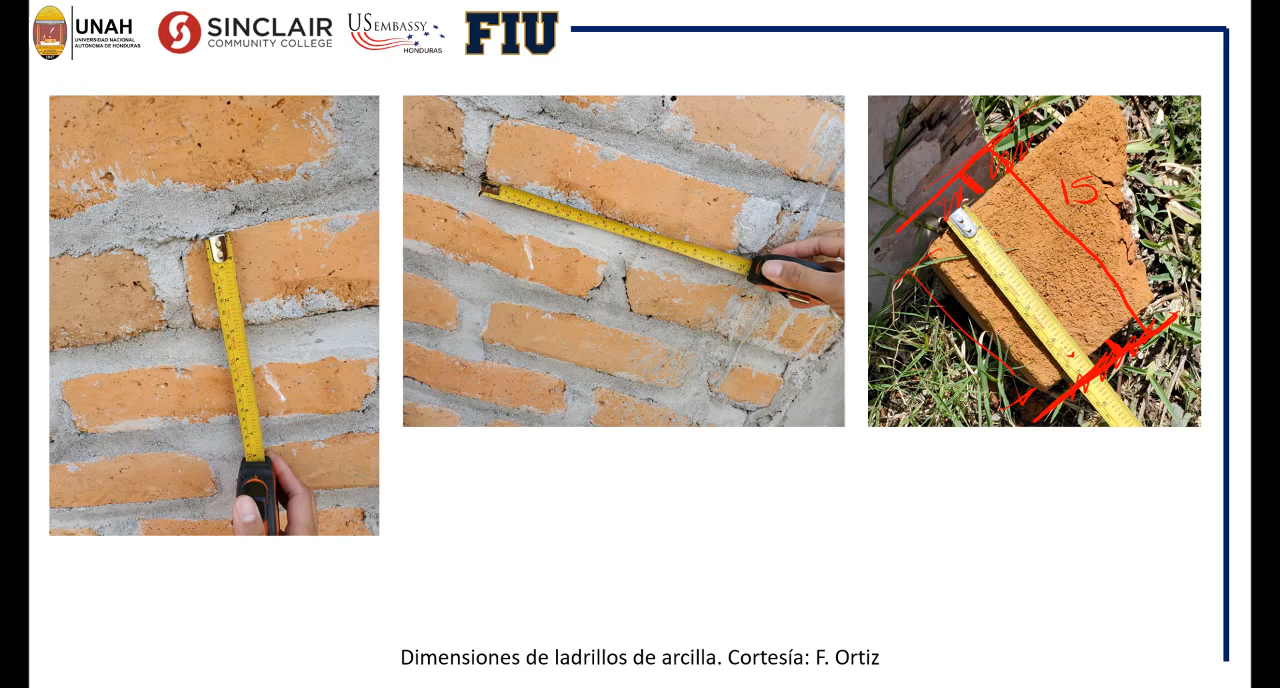 UNAH
UNIVERSIDAD NACIONAL
AUTÓNOMA DE HONDURAS
SINCLAIR
COMMUNITY COLLEGE
US EMBASSY
HONDURAS
FIU
15
Dimensiones de ladrillos de arcilla. Cortesía: F. Ortiz